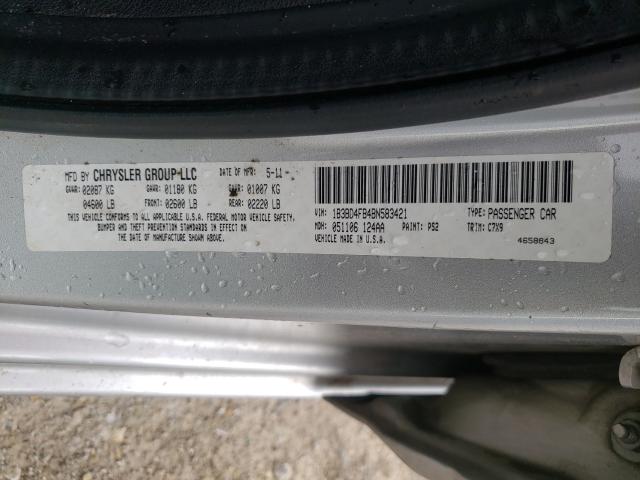 MFD BY CHRYSLER GROUP LLC DATE OF MFR: 5-11
GVWR: 02087 KG GAWR: 01180 KG GAWR: 01007 KG
04600 LB FRONT: 02600 LB REAR: 02220 LB
THIS VEHICLE CONFORMS TO ALL APPLICABLE U.S.A. FEDERAL MOTOR VEHICLE SAFETY,
BUMPER AND THEFT PREVENTION STANDARDS IN EFFECT ON
THE DATE OF MANUFACTURE SHOWN ABOVE.
VIN: 1B3BD4FB4BN583421 TYPE: PASSENGER CAR
MDH: 051106 124AA PAINT: PS2 TRIM: C7X9
VEHICLE MADE IN U.S.A. 4658843